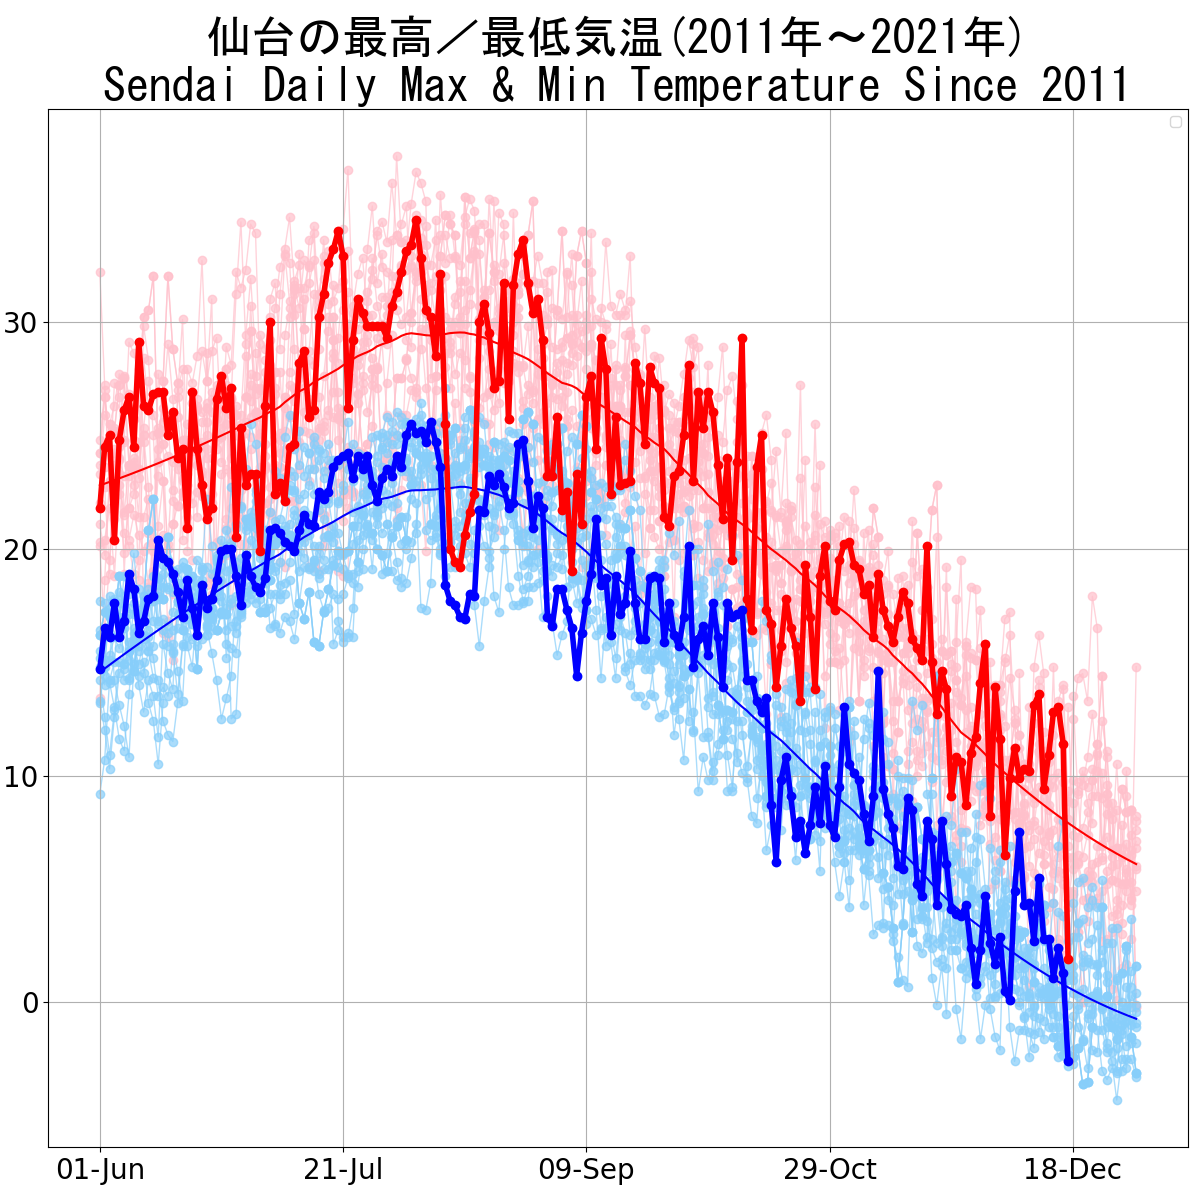 仙台の最高／最低気温(2011年～2021年)
Sendai Daily Max & Min Temperature Since 2011
30
20
10
0
01-Jun 21-Jul 09-Sep 29-Oct 18-Dec